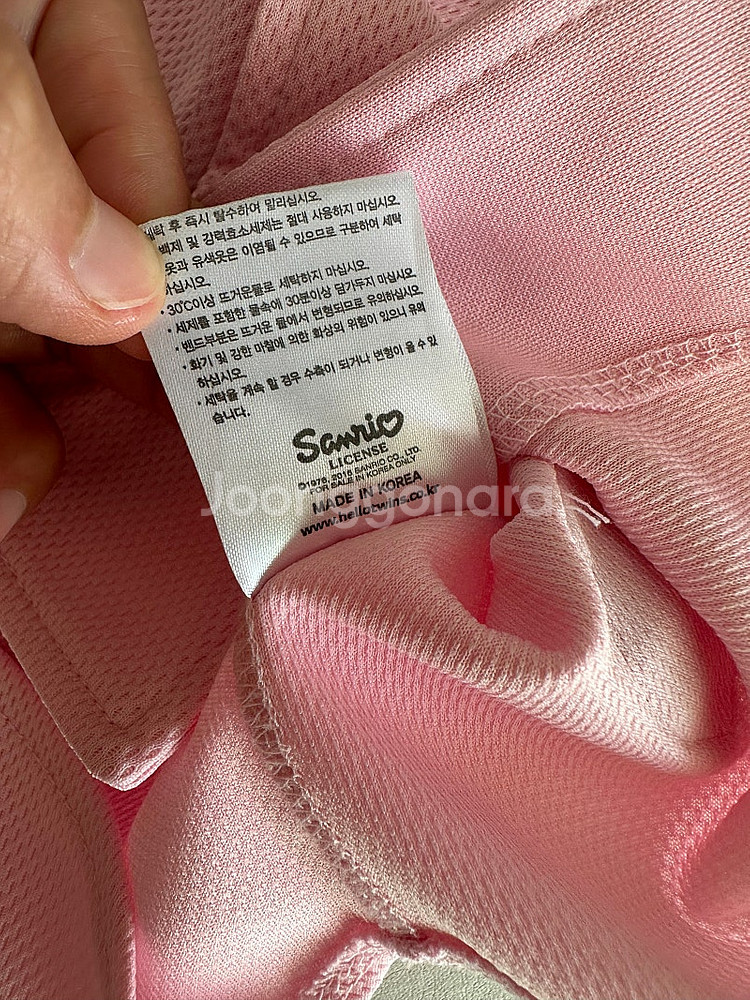 세탁 후 즉시 탈수하여 말리십시오.
백제 및 강력효소세제는 절대 사용하지 마십시오
옷과 유색옷은 이염될 수 있으므로 구분하여 세탁
하십시오.
· 30℃이상 뜨거운물로 세탁하지 마십시오.
· 세제를 포함한 물속에 30분이상 담가두지 마십시오
· 밴드부분은 뜨거운 물에서 변형되므로 유의하십시오
· 화기 및 강한 마찰에 의한 화상의 위험이 있으니 유의
하십시오.
· 세탁을 계속 할 경우 수축이 되거나 변형이 올 수 있
습니다.
Sanrio
LICENSE
©1976, 2016 SANRIO CO., LTD.
FOR SALE IN KOREA ONLY
MADE IN KOREA
www.hellotwins.co.kr
Joonggonara